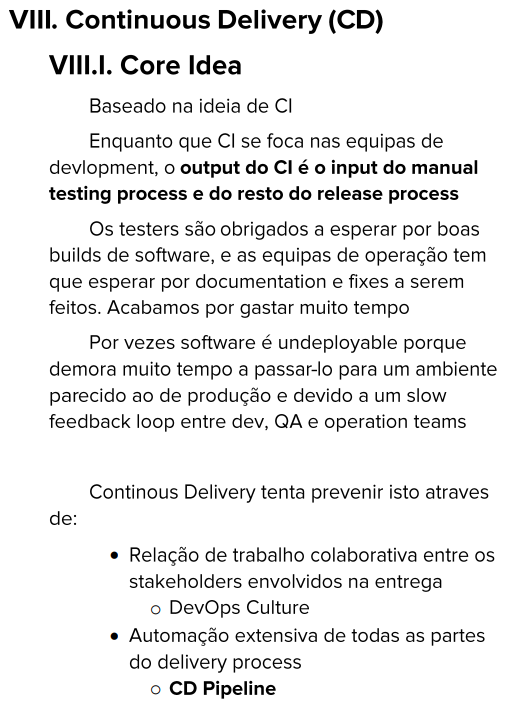 VIII. Continuous Delivery (CD)
VIII.I. Core Idea
Baseado na ideia de CI
Enquanto que CI se foca nas equipas de
devlopment, o output do CI é o input do manual
testing process e do resto do release process
Os testers são obrigados a esperar por boas
builds de software, e as equipas de operação tem
que esperar por documentation e fixes a serem
feitos. Acabamos por gastar muito tempo
Por vezes software é undeployable porque
demora muito tempo a passar-lo para um ambiente
parecido ao de produção e devido a um slow
feedback loop entre dev, QA e operation teams
Continous Delivery tenta prevenir isto atraves
de:
• Relação de trabalho colaborativa entre os
stakeholders envolvidos na entrega
○ DevOps Culture
• Automação extensiva de todas as partes
do delivery process
○ CD Pipeline